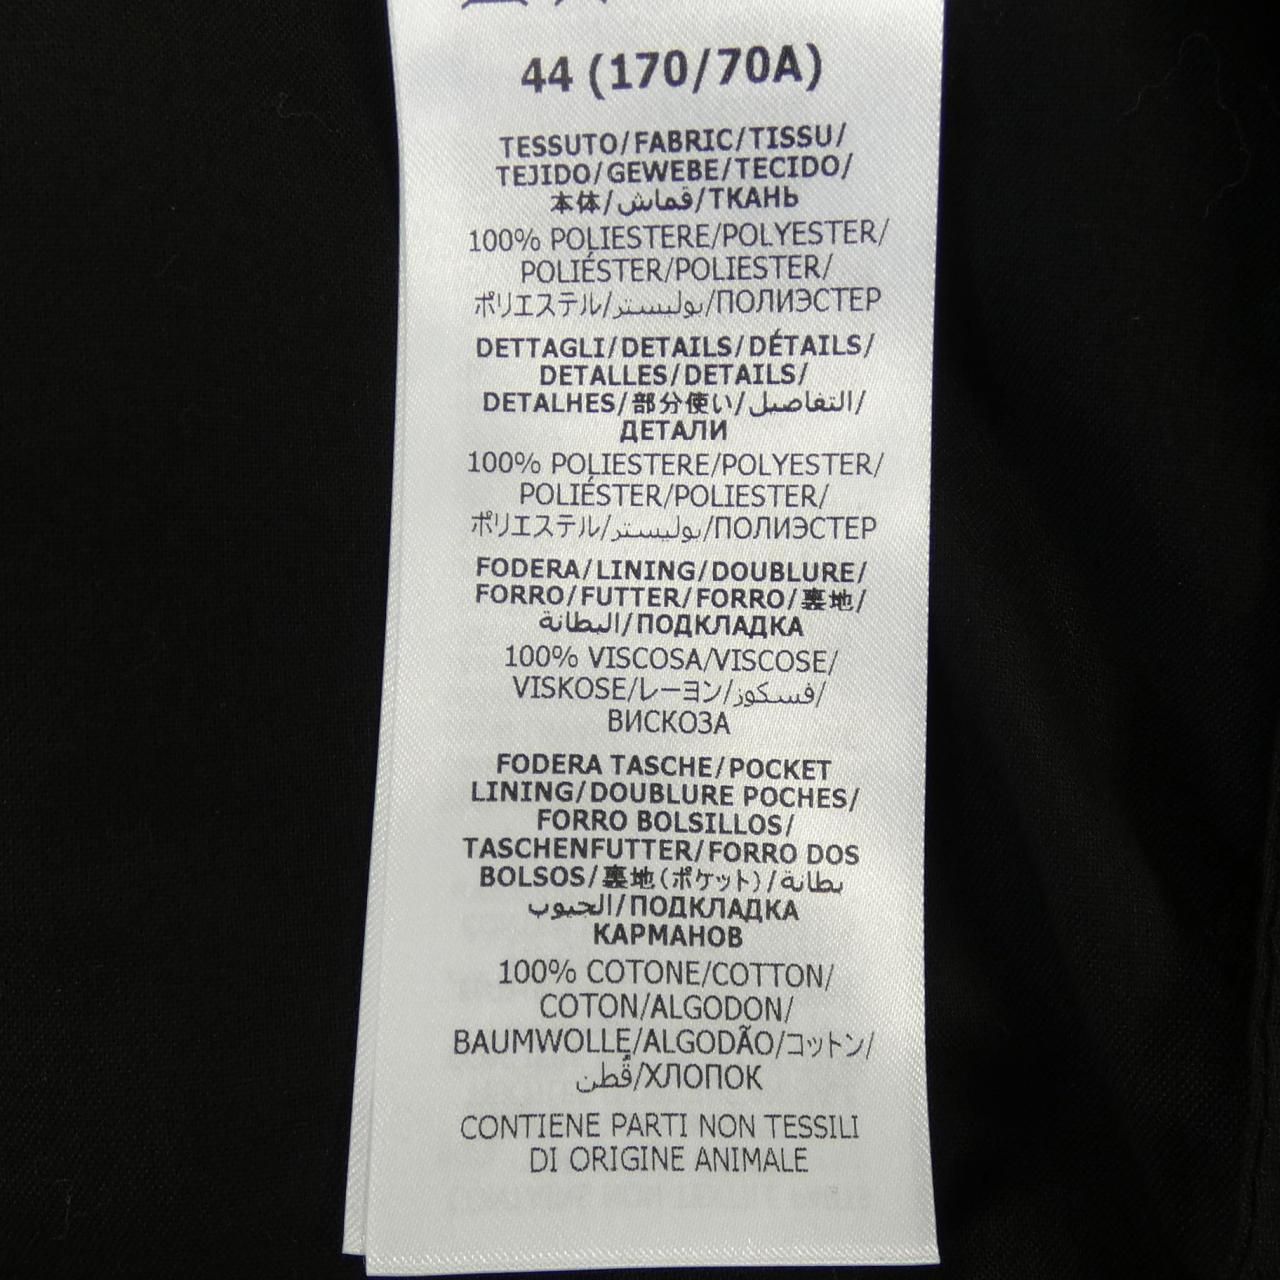 44 (170/70A)
TESSUTO/FABRIC/TISSU/
TEJIDO/GEWEBE/TECIDO/
本体/قماش/ТКАНЬ
100% POLIESTERE/POLYESTER/
POLIÉSTER/POLIESTER/
ポリエステル/بوليستر/ПОЛИЭСТЕР
DETTAGLI/DETAILS/DÉTAILS/
DETALLES/DETAILS/
DETALHES/部分使い/التفاصيل/
ДЕТАЛИ
100% POLIESTERE/POLYESTER/
POLIÉSTER/POLIESTER/
ポリエステル/بوليستر/ПОЛИЭСТЕР
FODERA/LINING/DOUBLURE/
FORRO/FUTTER/FORRO/裏地/
البطانة/ПОДКЛАДКА
100% VISCOSA/VISCOSE/
VISKOSE/レーヨン/فسكوز/
ВИСКОЗА
FODERA TASCHE/POCKET
LINING/DOUBLURE POCHES/
FORRO BOLSILLOS/
TASCHENFUTTER/FORRO DOS
BOLSOS/裏地(ポケット)/بطانة
الجيوب/ПОДКЛАДКА
КАРМАНОВ
100% COTONE/COTTON/
COTON/ALGODON/
BAUMWOLLE/ALGODÃO/コットン/
قُطن/ХЛОПОК
CONTIENE PARTI NON TESSILI
DI ORIGINE ANIMALE